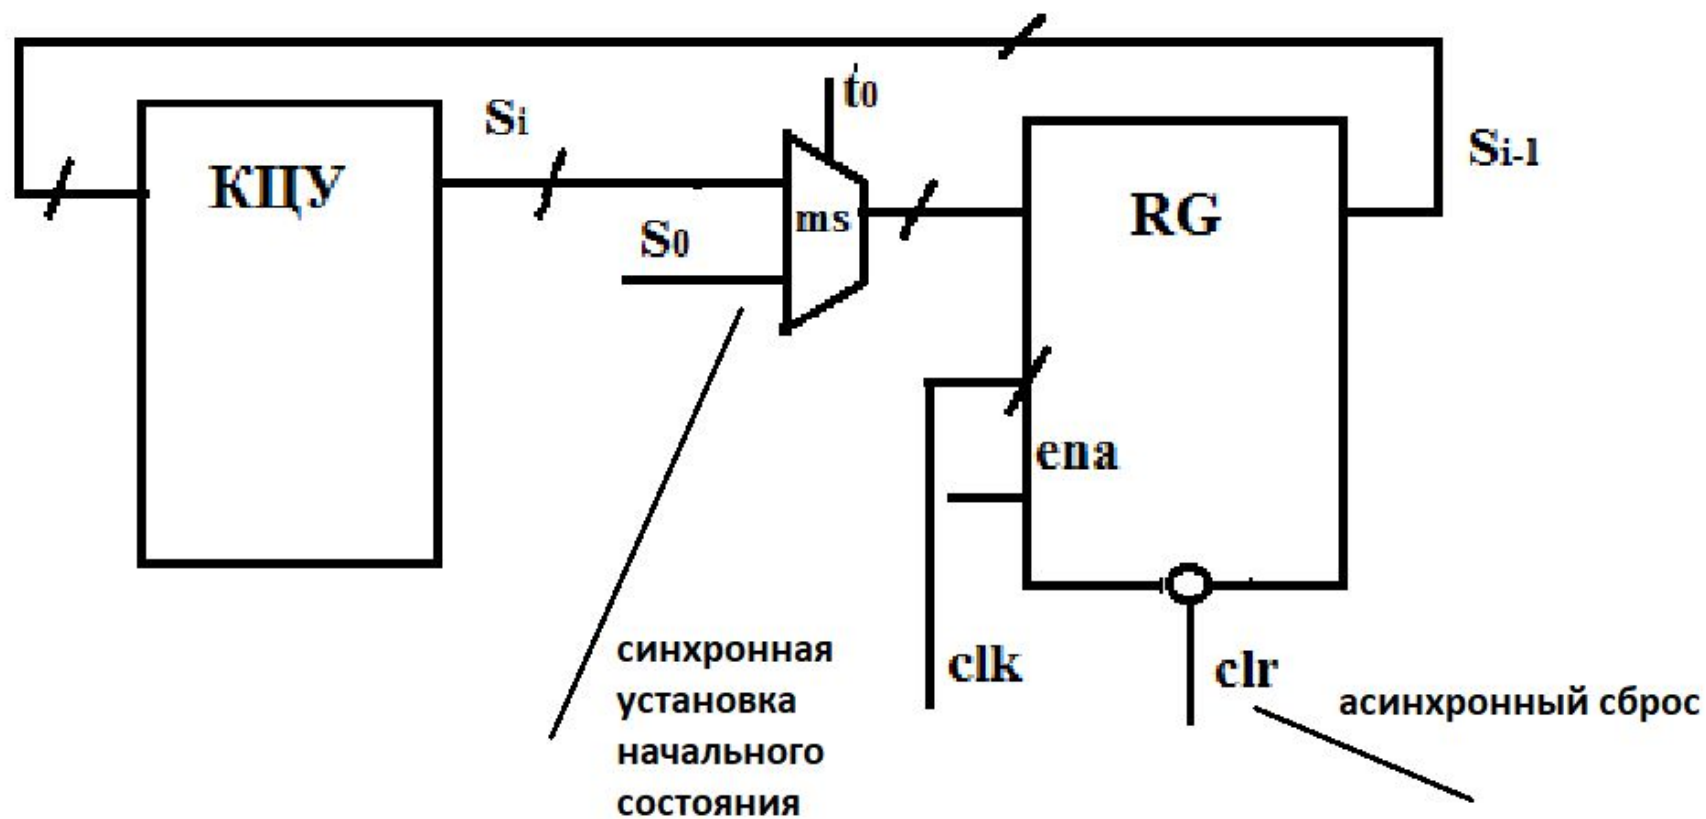 t0
Si
КЦУ
Si-1
RG
ms
S0
ena
синхронная
установка
начального
состояния
clk
clr
асинхронный сброс